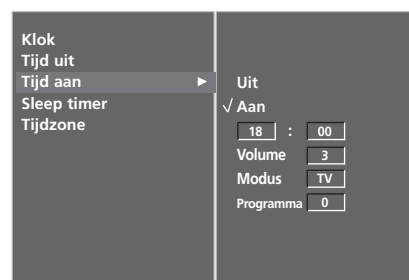 Klok
Tijd uit
Tijd aan ►
Sleep timer
Tijdzone
Uit
√ Aan
18 : 00
Volume 3
Modus TV
Programma 0